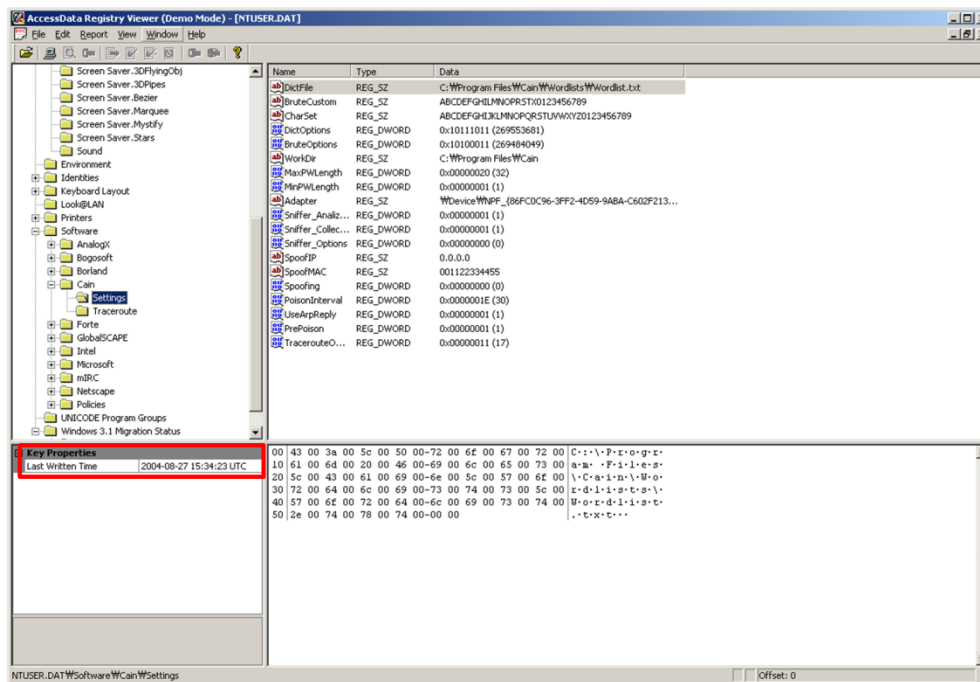 AccessData Registry Viewer (Demo Mode) - [NTUSER.DAT]
File Edit Report View Window Help
Screen Saver.3DFlyingObj
Screen Saver.3DPipes
Screen Saver.Bezier
Screen Saver.Marquee
Screen Saver.Mystify
Screen Saver.Stars
Sound
Environment
Identities
Keyboard Layout
Look@LAN
Printers
Software
AnalogX
Bogosoft
Borland
Cain
Settings
Traceroute
Forte
GlobalSCAPE
Intel
Microsoft
mIRC
Netscape
Policies
UNICODE Program Groups
Windows 3.1 Migration Status
Name Type Data
DictFile REG_SZ C:₩Program Files₩Cain₩Wordlists₩Wordlist.txt
BruteCustom REG_SZ ABCDEFGHILMNOPRSTX0123456789
CharSet REG_SZ ABCDEFGHIJKLMNOPQRSTUVWXYZ0123456789
DictOptions REG_DWORD 0x10111011 (269553681)
BruteOptions REG_DWORD 0x10100011 (269484049)
WorkDir REG_SZ C:₩Program Files₩Cain
MaxPWLength REG_DWORD 0x00000020 (32)
MinPWLength REG_DWORD 0x00000001 (1)
Adapter REG_SZ ₩Device₩NPF_{86FC0C96-3FF2-4D59-9ABA-C602F213...
Sniffer_Analiz... REG_DWORD 0x00000001 (1)
Sniffer_Collec... REG_DWORD 0x00000001 (1)
Sniffer_Options REG_DWORD 0x00000000 (0)
SpoofIP REG_SZ 0.0.0.0
SpoofMAC REG_SZ 001122334455
Spoofing REG_DWORD 0x00000000 (0)
PoisonInterval REG_DWORD 0x0000001E (30)
UseArpReply REG_DWORD 0x00000001 (1)
PrePoison REG_DWORD 0x00000001 (1)
TracerouteO... REG_DWORD 0x00000011 (17)
Key Properties
Last Written Time 2004-08-27 15:34:23 UTC
00 43 00 3a 00 5c 00 50 00-72 00 6f 00 67 00 72 00 C·:·\·P·r·o·g·r·
10 61 00 6d 00 20 00 46 00-69 00 6c 00 65 00 73 00 a·m· ·F·i·l·e·s·
20 5c 00 43 00 61 00 69 00-6e 00 5c 00 57 00 6f 00 \·C·a·i·n·\·W·o·
30 72 00 64 00 6c 00 69 00-73 00 74 00 73 00 5c 00 r·d·l·i·s·t·s·\·
40 57 00 6f 00 72 00 64 00-6c 00 69 00 73 00 74 00 W·o·r·d·l·i·s·t·
50 2e 00 74 00 78 00 74 00-00 00 .·t·x·t···
NTUSER.DAT₩Software₩Cain₩Settings Offset: 0